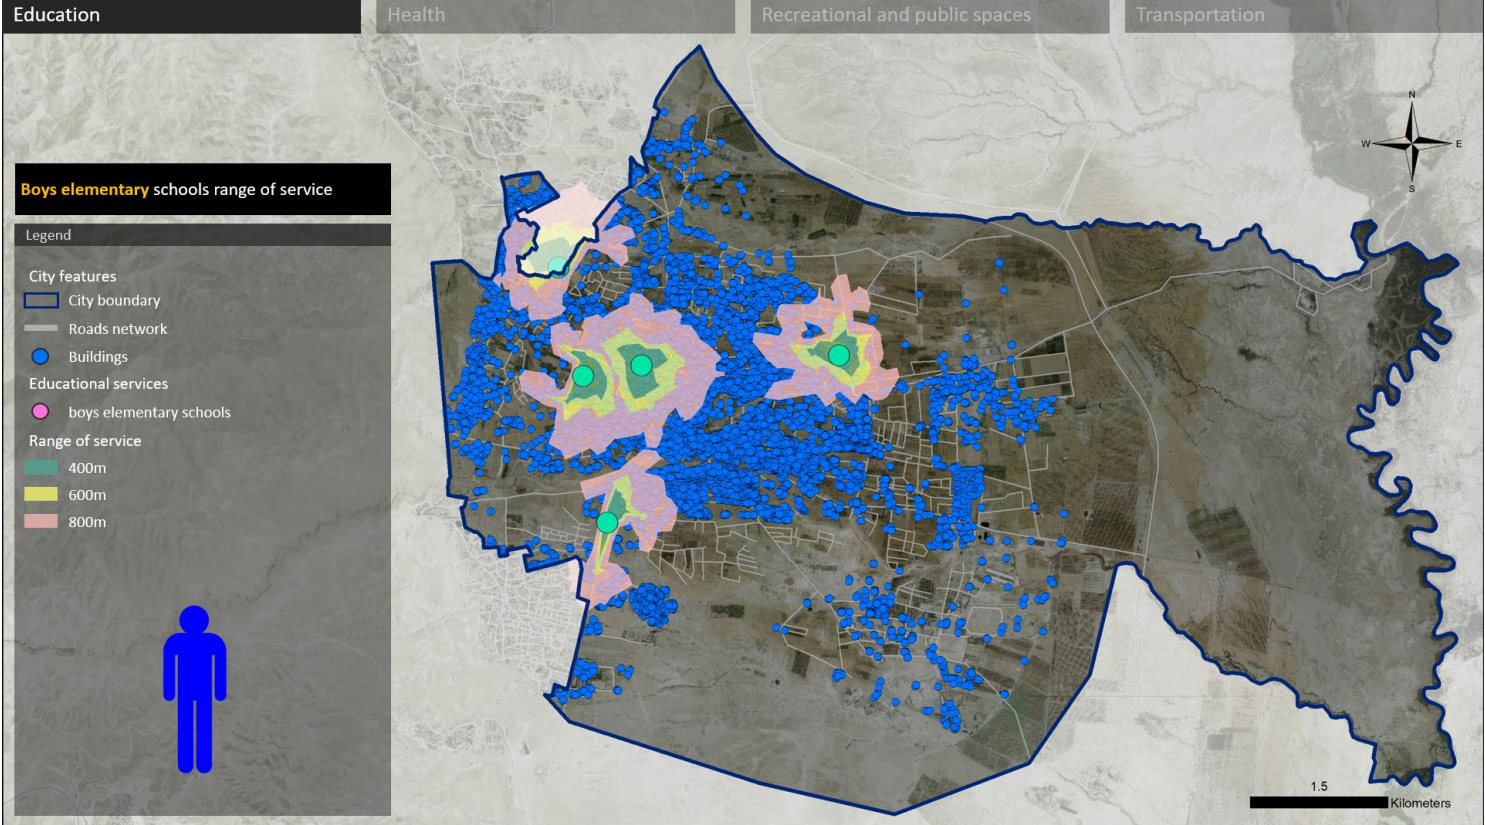 Education
Health
Recreational and public spaces
Transportation
N
W
E
S
Boys elementary schools range of service
Legend
City features
City boundary
Roads network
Buildings
Educational services
boys elementary schools
Range of service
400m
600m
800m
1.5
Kilometers